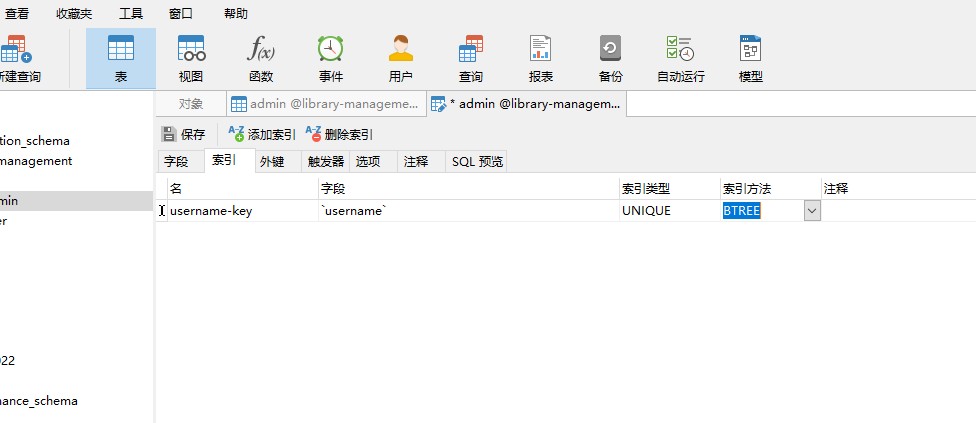 查看 收藏夹 工具 窗口 帮助
新建查询 表 视图 函数 事件 用户 查询 报表 备份 自动运行 模型
对象 admin @library-manageme... * admin @library-managem...
保存 添加索引 删除索引
字段 索引 外键 触发器 选项 注释 SQL 预览
名 字段 索引类型 索引方法 注释
username-key `username` UNIQUE BTREE
tion_schema
management
min
er
022
nance_schema